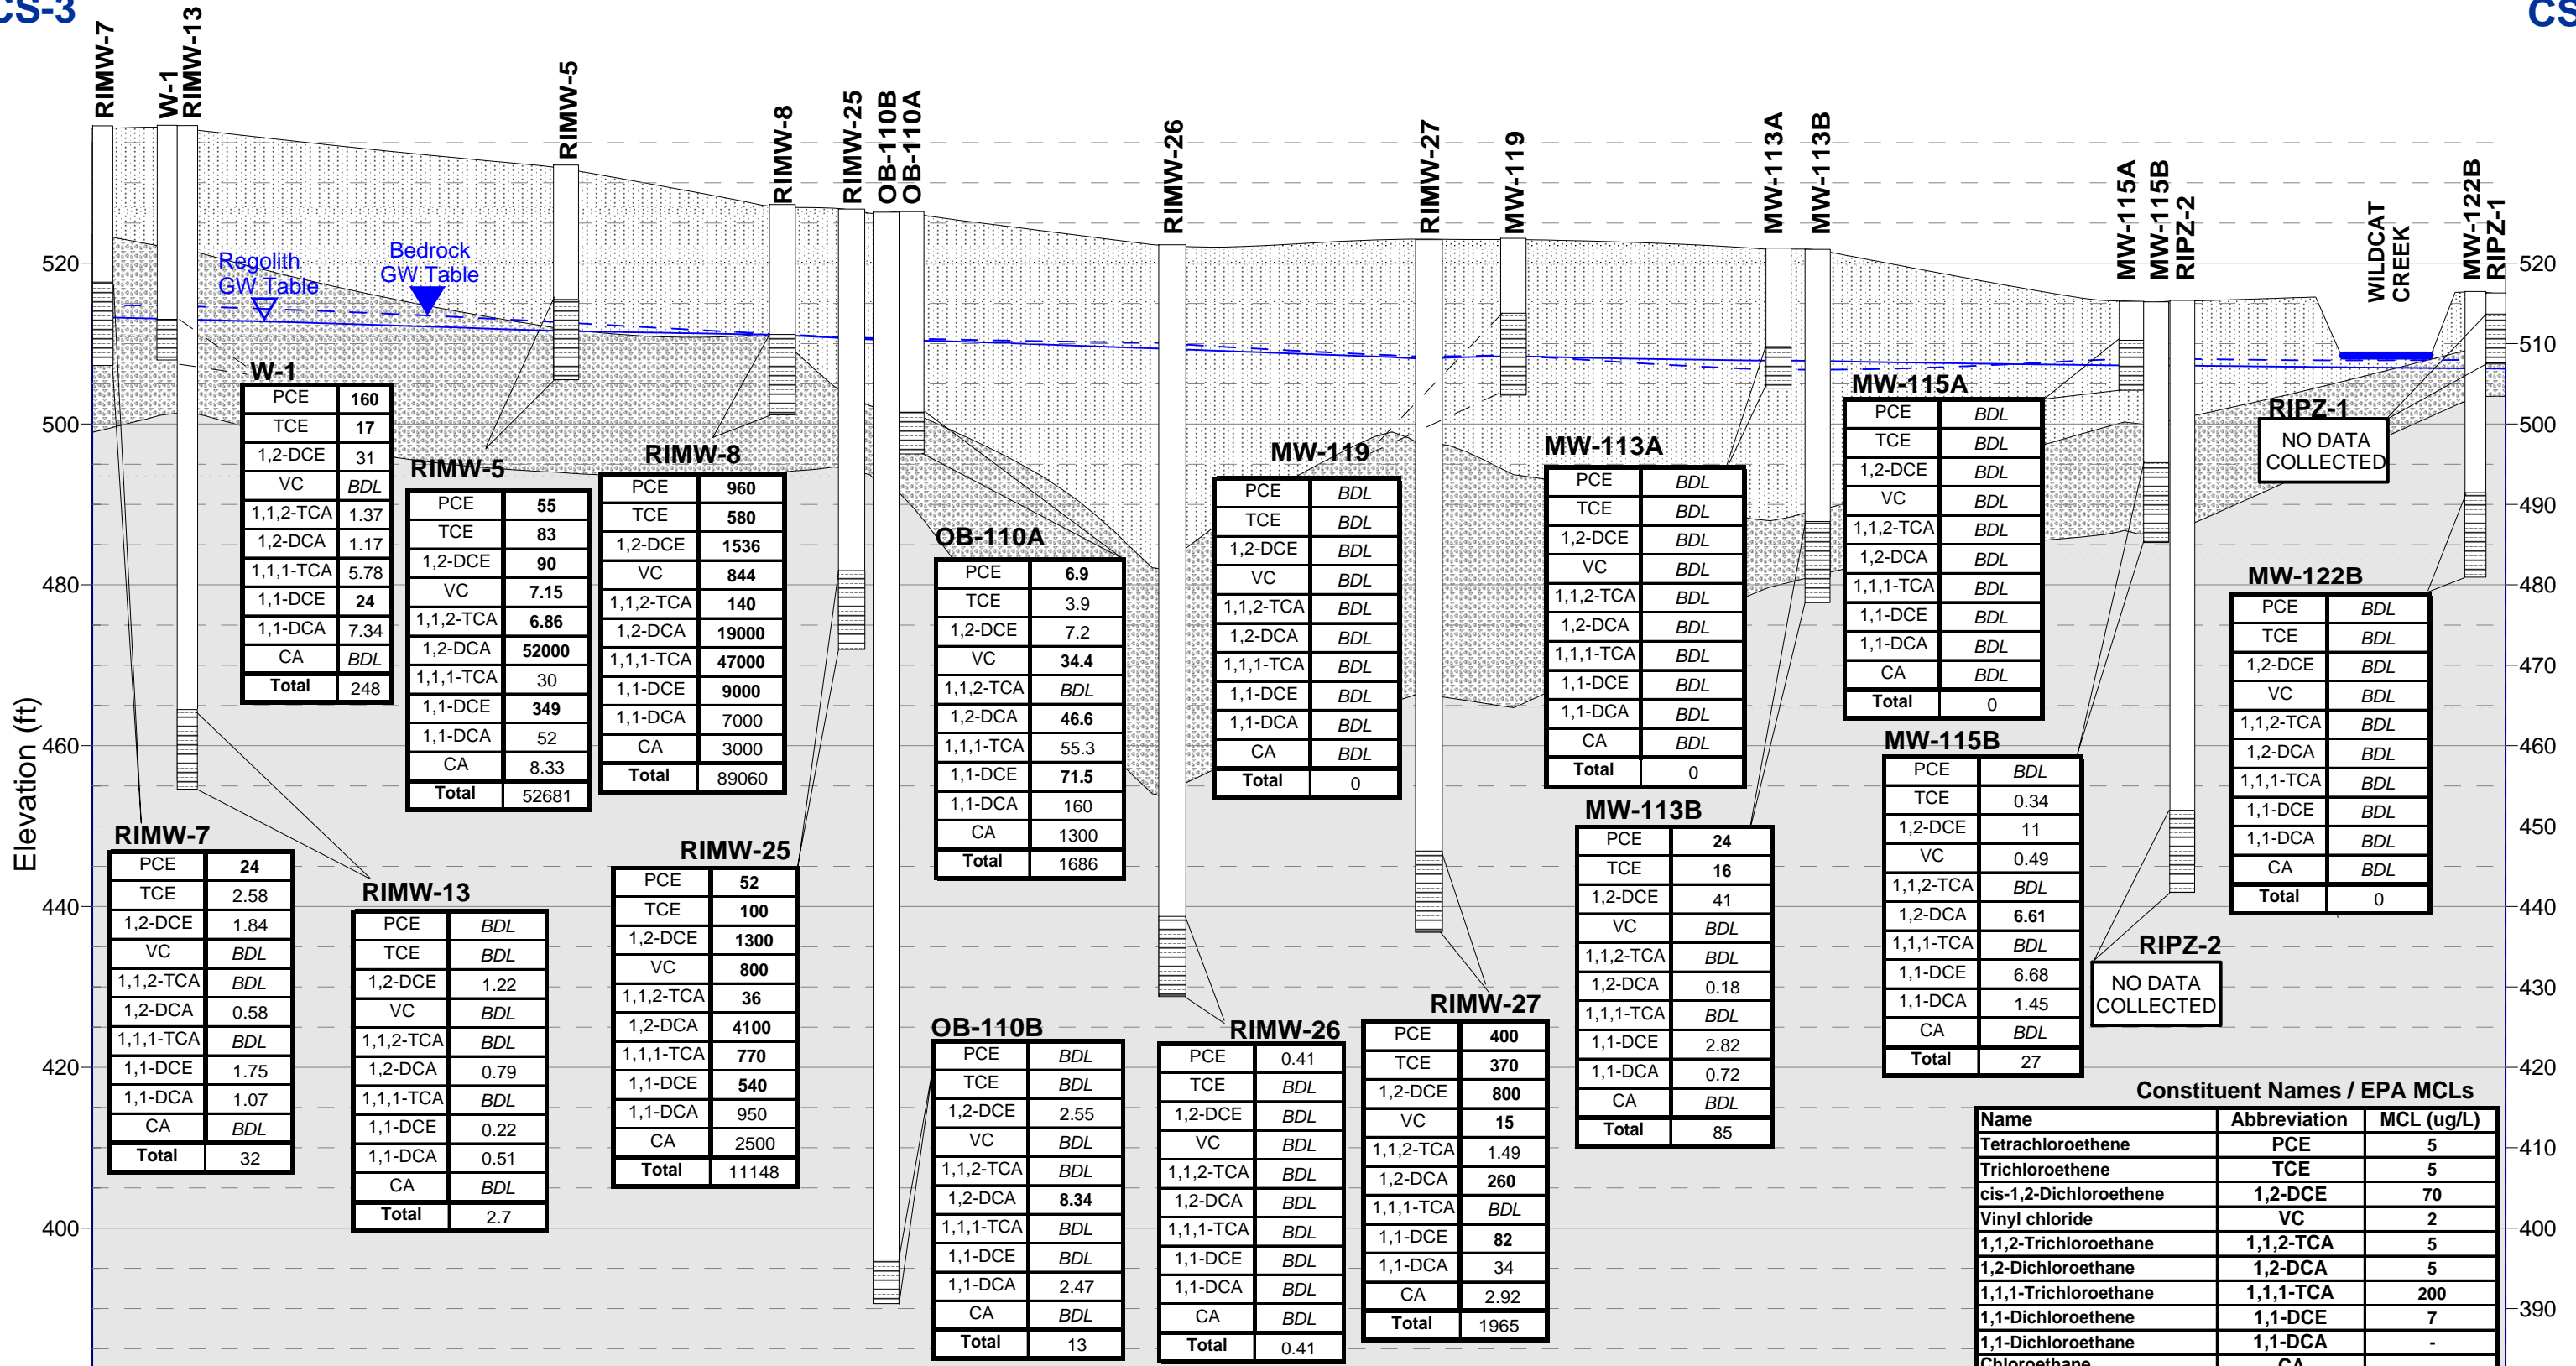 CS-3
CS
RIMW-7
W-1
RIMW-13
RIMW-5
RIMW-8
RIMW-25
OB-110B
OB-110A
RIMW-26
RIMW-27
MW-119
MW-113A
MW-113B
MW-115A
MW-115B
RIPZ-2
WILDCAT
CREEK
MW-122B
RIPZ-1
Regolith
GW Table
Bedrock
GW Table
Elevation (ft)
520
500
480
460
440
420
400
520
510
500
490
480
470
460
450
440
430
420
410
400
390
W-1
PCE 160
TCE 17
1,2-DCE 31
VC BDL
1,1,2-TCA 1.37
1,2-DCA 1.17
1,1,1-TCA 5.78
1,1-DCE 24
1,1-DCA 7.34
CA BDL
Total 248
RIMW-5
PCE 55
TCE 83
1,2-DCE 90
VC 7.15
1,1,2-TCA 6.86
1,2-DCA 52000
1,1,1-TCA 30
1,1-DCE 349
1,1-DCA 52
CA 8.33
Total 52681
RIMW-8
PCE 960
TCE 580
1,2-DCE 1536
VC 844
1,1,2-TCA 140
1,2-DCA 19000
1,1,1-TCA 47000
1,1-DCE 9000
1,1-DCA 7000
CA 3000
Total 89060
OB-110A
PCE 6.9
TCE 3.9
1,2-DCE 7.2
VC 34.4
1,1,2-TCA BDL
1,2-DCA 46.6
1,1,1-TCA 55.3
1,1-DCE 71.5
1,1-DCA 160
CA 1300
Total 1686
MW-119
PCE BDL
TCE BDL
1,2-DCE BDL
VC BDL
1,1,2-TCA BDL
1,2-DCA BDL
1,1,1-TCA BDL
1,1-DCE BDL
1,1-DCA BDL
CA BDL
Total 0
MW-113A
PCE BDL
TCE BDL
1,2-DCE BDL
VC BDL
1,1,2-TCA BDL
1,2-DCA BDL
1,1,1-TCA BDL
1,1-DCE BDL
1,1-DCA BDL
CA BDL
Total 0
MW-115A
PCE BDL
TCE BDL
1,2-DCE BDL
VC BDL
1,1,2-TCA BDL
1,2-DCA BDL
1,1,1-TCA BDL
1,1-DCE BDL
1,1-DCA BDL
CA BDL
Total 0
RIPZ-1
NO DATA
COLLECTED
MW-122B
PCE BDL
TCE BDL
1,2-DCE BDL
VC BDL
1,1,2-TCA BDL
1,2-DCA BDL
1,1,1-TCA BDL
1,1-DCE BDL
1,1-DCA BDL
CA BDL
Total 0
RIMW-7
PCE 24
TCE 2.58
1,2-DCE 1.84
VC BDL
1,1,2-TCA BDL
1,2-DCA 0.58
1,1,1-TCA BDL
1,1-DCE 1.75
1,1-DCA 1.07
CA BDL
Total 32
RIMW-13
PCE BDL
TCE BDL
1,2-DCE 1.22
VC BDL
1,1,2-TCA BDL
1,2-DCA 0.79
1,1,1-TCA BDL
1,1-DCE 0.22
1,1-DCA 0.51
CA BDL
Total 2.7
RIMW-25
PCE 52
TCE 100
1,2-DCE 1300
VC 800
1,1,2-TCA 36
1,2-DCA 4100
1,1,1-TCA 770
1,1-DCE 540
1,1-DCA 950
CA 2500
Total 11148
OB-110B
PCE BDL
TCE BDL
1,2-DCE 2.55
VC BDL
1,1,2-TCA BDL
1,2-DCA 8.34
1,1,1-TCA BDL
1,1-DCE BDL
1,1-DCA 2.47
CA BDL
Total 13
RIMW-26
PCE 0.41
TCE BDL
1,2-DCE BDL
VC BDL
1,1,2-TCA BDL
1,2-DCA BDL
1,1,1-TCA BDL
1,1-DCE BDL
1,1-DCA BDL
CA BDL
Total 0.41
RIMW-27
PCE 400
TCE 370
1,2-DCE 800
VC 15
1,1,2-TCA 1.49
1,2-DCA 260
1,1,1-TCA BDL
1,1-DCE 82
1,1-DCA 34
CA 2.92
Total 1965
MW-113B
PCE 24
TCE 16
1,2-DCE 41
VC BDL
1,1,2-TCA BDL
1,2-DCA 0.18
1,1,1-TCA BDL
1,1-DCE 2.82
1,1-DCA 0.72
CA BDL
Total 85
MW-115B
PCE BDL
TCE 0.34
1,2-DCE 11
VC 0.49
1,1,2-TCA BDL
1,2-DCA 6.61
1,1,1-TCA BDL
1,1-DCE 6.68
1,1-DCA 1.45
CA BDL
Total 27
RIPZ-2
NO DATA
COLLECTED
Constituent Names / EPA MCLs
Name Abbreviation MCL (ug/L)
Tetrachloroethene PCE 5
Trichloroethene TCE 5
cis-1,2-Dichloroethene 1,2-DCE 70
Vinyl chloride VC 2
1,1,2-Trichloroethane 1,1,2-TCA 5
1,2-Dichloroethane 1,2-DCA 5
1,1,1-Trichloroethane 1,1,1-TCA 200
1,1-Dichloroethene 1,1-DCE 7
1,1-Dichloroethane 1,1-DCA -
Chloroethane CA